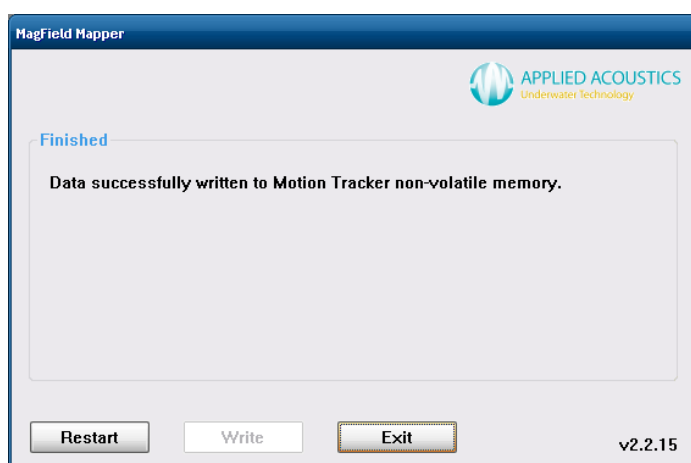 MagField Mapper
APPLIED ACOUSTICS
Underwater Technology
Finished
Data successfully written to Motion Tracker non-volatile memory.
Restart
Write
Exit
v2.2.15